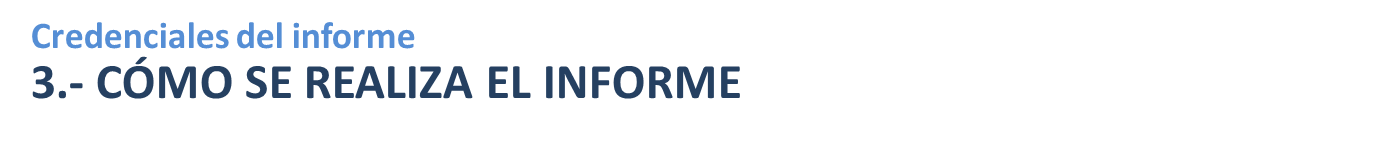 Credenciales del informe
3.- CÓMO SE REALIZA EL INFORME